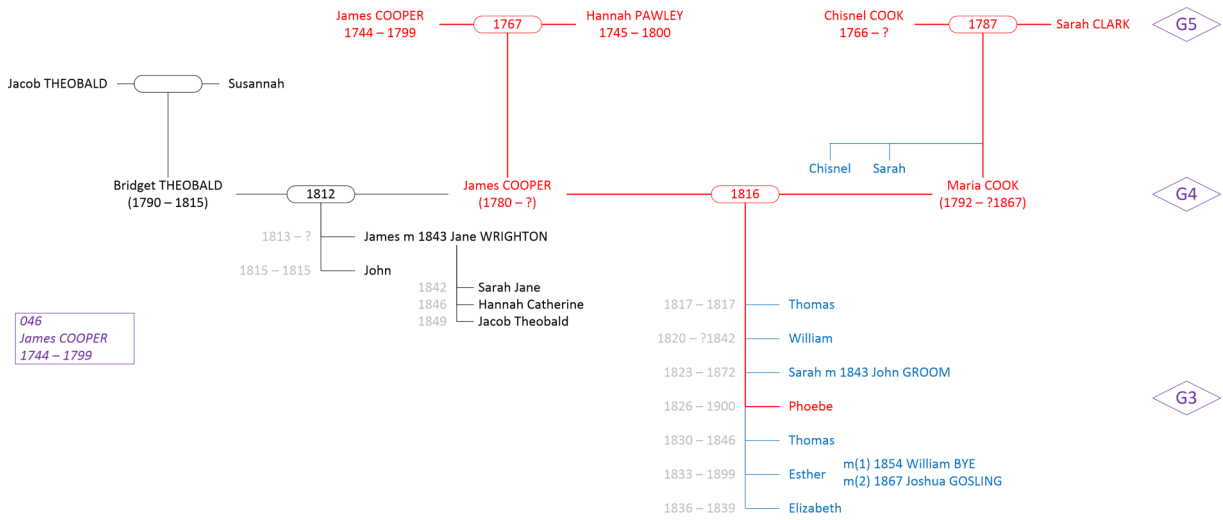 James COOPER
1744 – 1799
1767
Hannah PAWLEY
1745 – 1800
Chisnel COOK
1766 – ?
1787
Sarah CLARK
G5
Jacob THEOBALD
Susannah
Chisnel
Sarah
Bridget THEOBALD
(1790 – 1815)
1812
James COOPER
(1780 – ?)
1816
Maria COOK
(1792 – ?1867)
G4
1813 – ?
James m 1843 Jane WRIGHTON
1815 – 1815
John
1842
Sarah Jane
1846
Hannah Catherine
1849
Jacob Theobald
046
James COOPER
1744 – 1799
1817 – 1817
Thomas
1820 – ?1842
William
1823 – 1872
Sarah m 1843 John GROOM
1826 – 1900
Phoebe
G3
1830 – 1846
Thomas
1833 – 1899
Esther
m(1) 1854 William BYE
m(2) 1867 Joshua GOSLING
1836 – 1839
Elizabeth